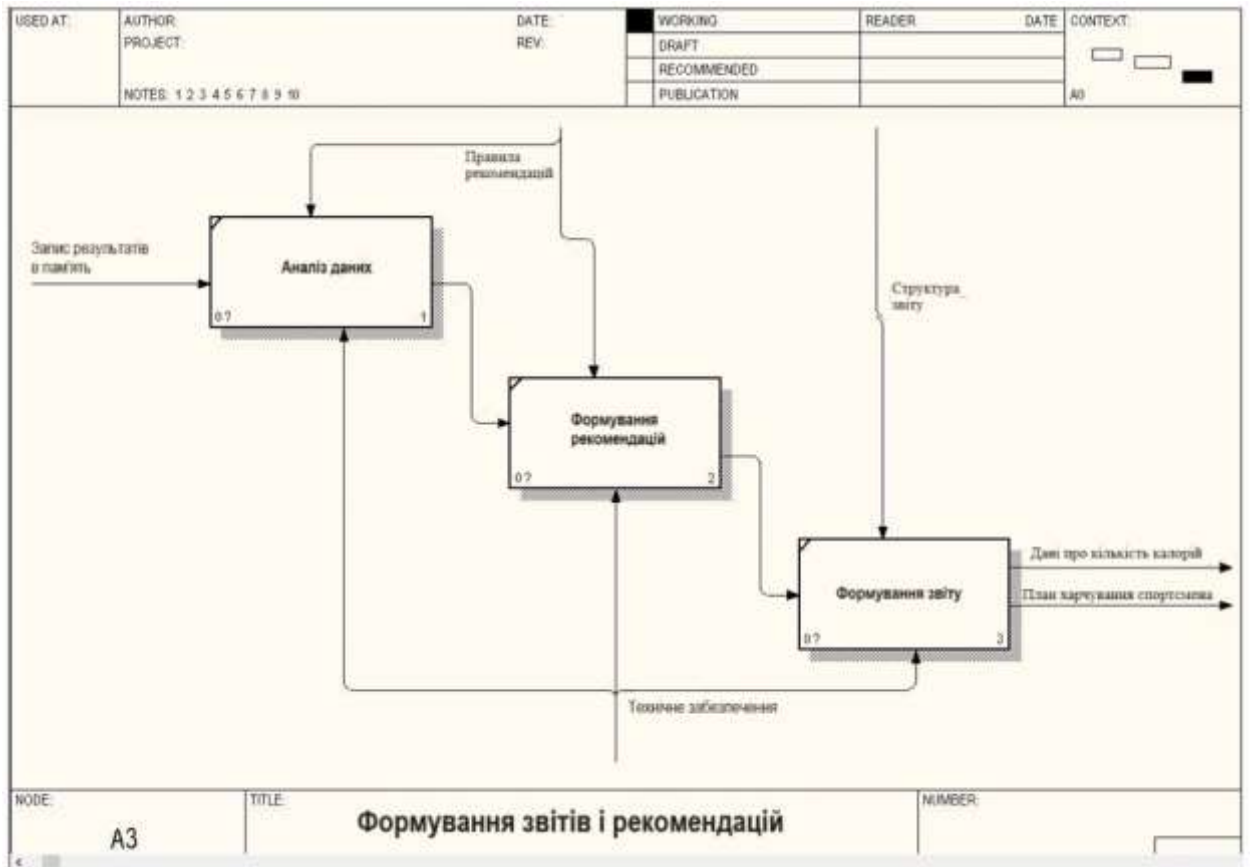 USED AT:
AUTHOR:
DATE:
PROJECT:
REV:
NOTES: 1 2 3 4 5 6 7 8 9 10
WORKING
DRAFT
RECOMMENDED
PUBLICATION
READER
DATE
CONTEXT:
A0
Правила
рекомендацій
Запис результатів
в пам'ять
Аналіз даних
0 ?
1
Структура
звіту
Формування
рекомендацій
0 ?
2
Формування звіту
0 ?
3
Дані про кількість калорій
План харчування спортсмена
Технічне забезпечення
NODE:
A3
TITLE:
Формування звітів і рекомендацій
NUMBER: